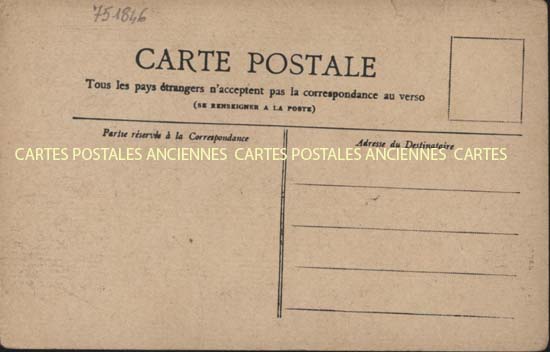 751846
CARTE POSTALE
Tous les pays étrangers n'acceptent pas la correspondance au verso
(SE RENSEIGNER A LA POSTE)
Partie réservée à la Correspondance
Adresse du Destinataire
CARTES POSTALES ANCIENNES CARTES POSTALES ANCIENNES CARTES